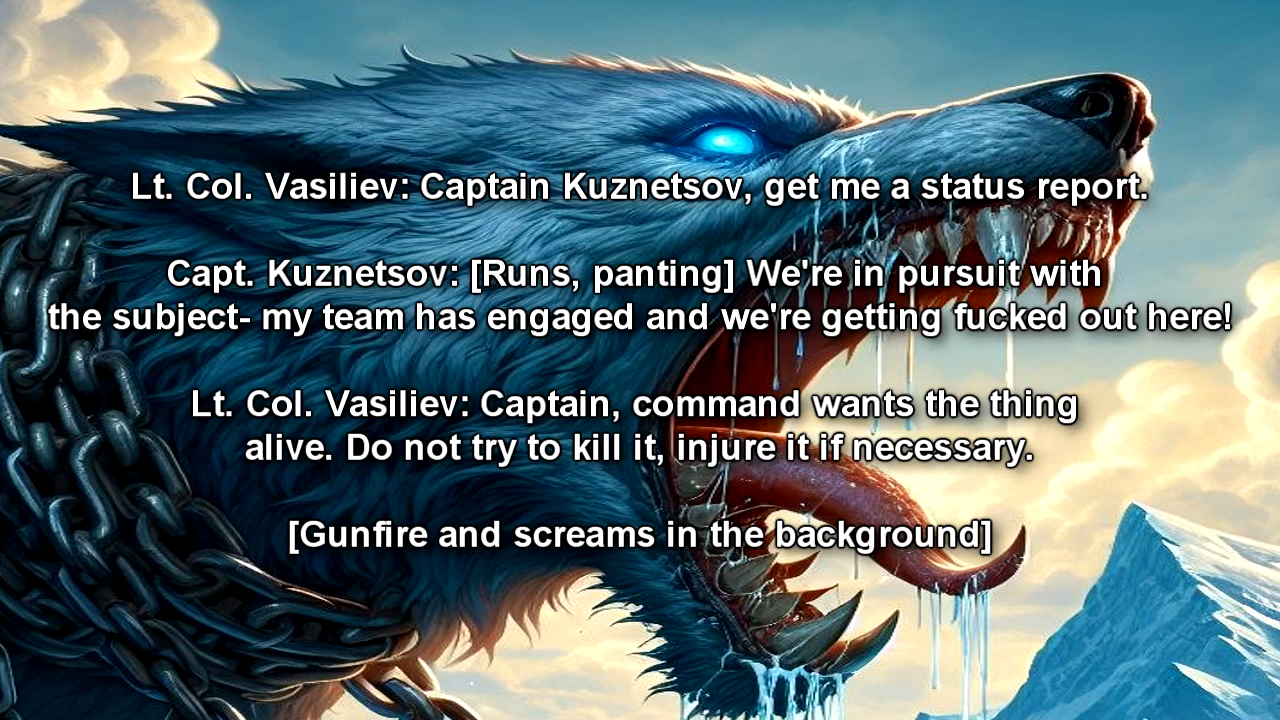 Lt. Col. Vasiliev: Captain Kuznetsov, get me a status report.
Capt. Kuznetsov: [Runs, panting] We're in pursuit with
the subject- my team has engaged and we're getting fucked out here!
Lt. Col. Vasiliev: Captain, command wants the thing
alive. Do not try to kill it, injure it if necessary.
[Gunfire and screams in the background]